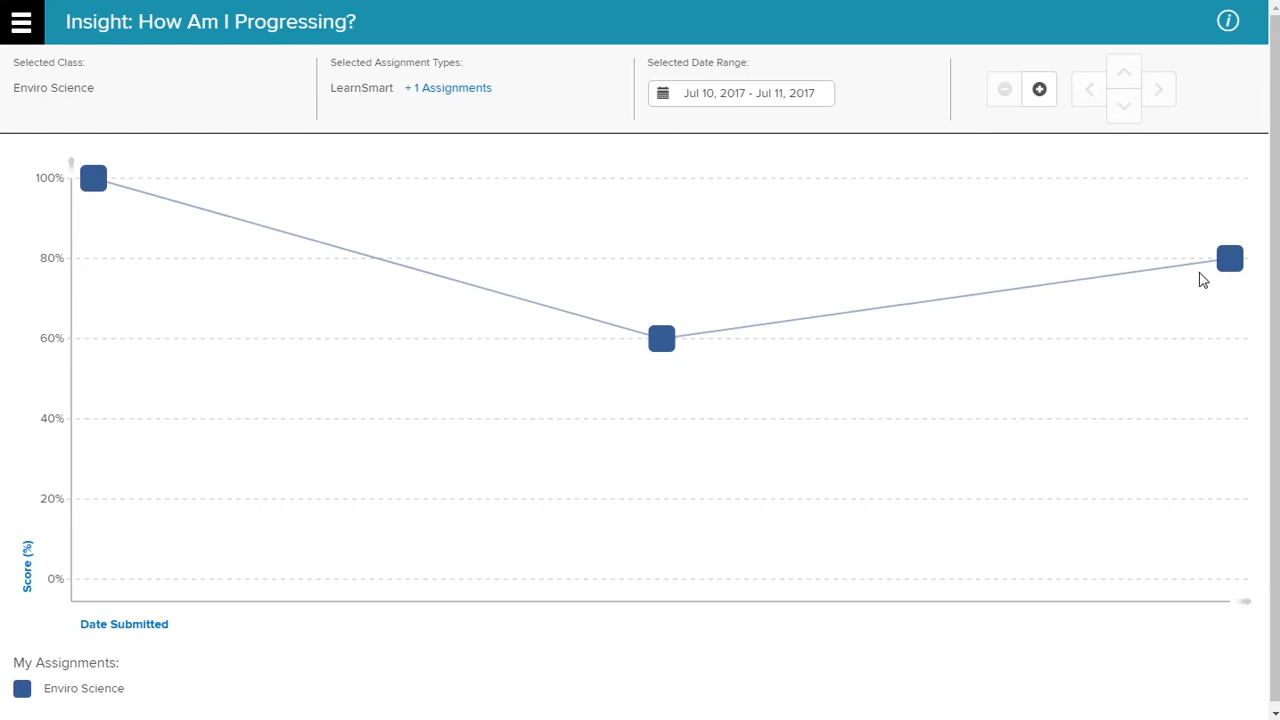 Insight: How Am I Progressing?
Selected Class:
Enviro Science
Selected Assignment Types:
LearnSmart + 1 Assignments
Selected Date Range:
Jul 10, 2017 - Jul 11, 2017
100%
80%
60%
40%
20%
0%
Score (%)
Date Submitted
My Assignments:
Enviro Science